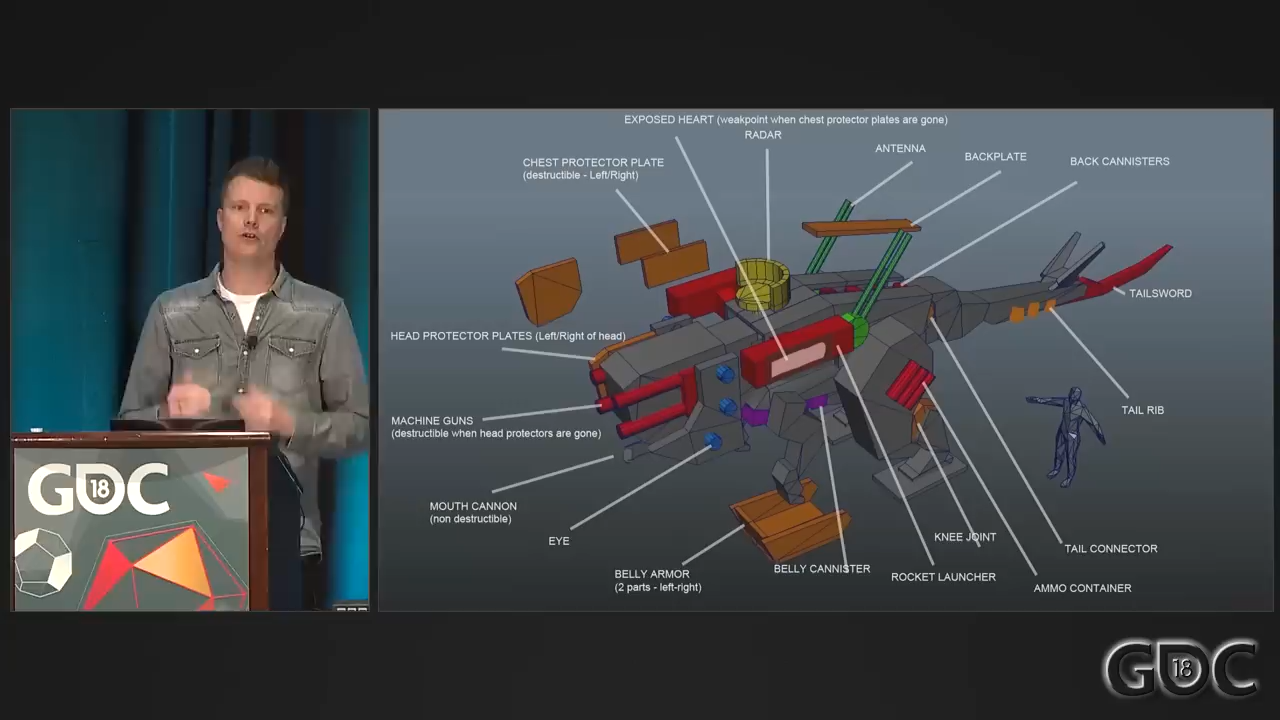 EXPOSED HEART (weakpoint when chest protector plates are gone)
RADAR
ANTENNA
BACKPLATE
BACK CANNISTERS
CHEST PROTECTOR PLATE
(destructible - Left/Right)
TAILSWORD
HEAD PROTECTOR PLATES (Left/Right of head)
TAIL RIB
MACHINE GUNS
(destructible when head protectors are gone)
MOUTH CANNON
(non destructible)
EYE
KNEE JOINT
TAIL CONNECTOR
BELLY ARMOR
(2 parts - left-right)
BELLY CANNISTER
ROCKET LAUNCHER
AMMO CONTAINER
GDC
18
GDC
18